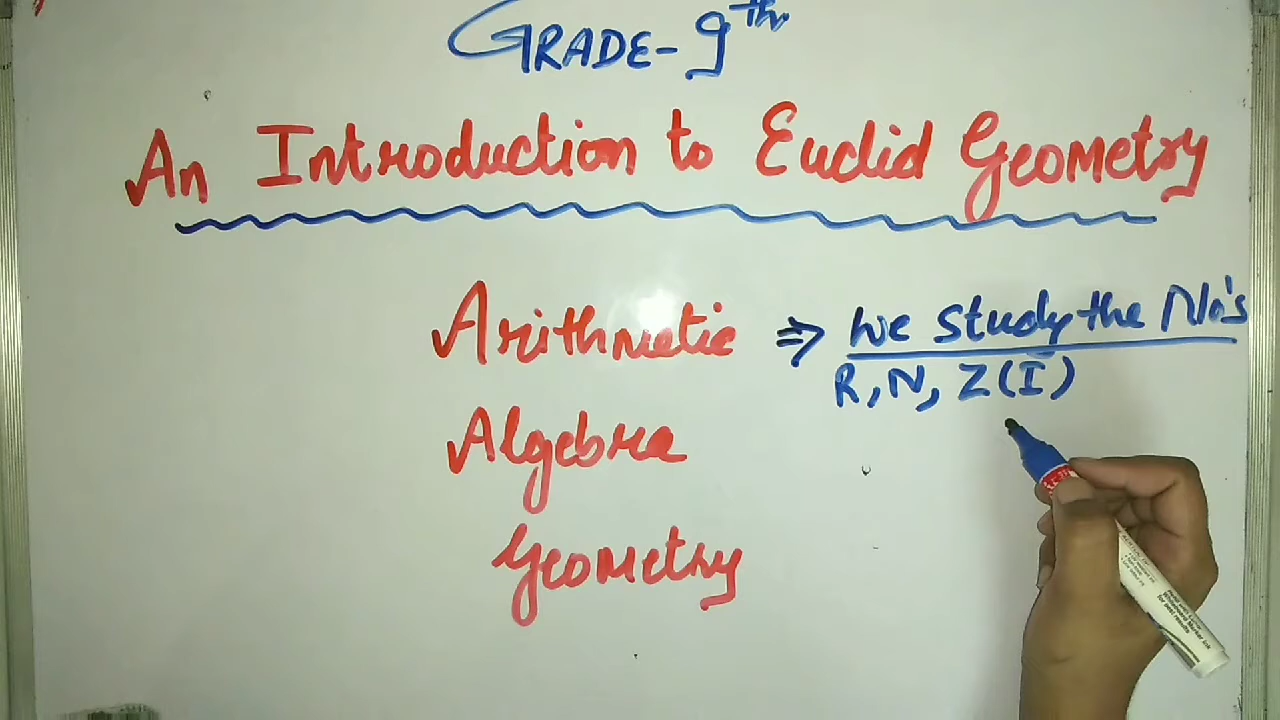 GRADE-9th
An Introduction to Euclid Geometry
Arithmetic ⇒ We study the No's
R, N, Z(I)
Algebra
Geometry